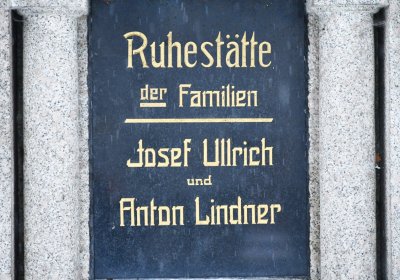 Ruhestätte
der Familien
Josef Ullrich
und
Anton Lindner